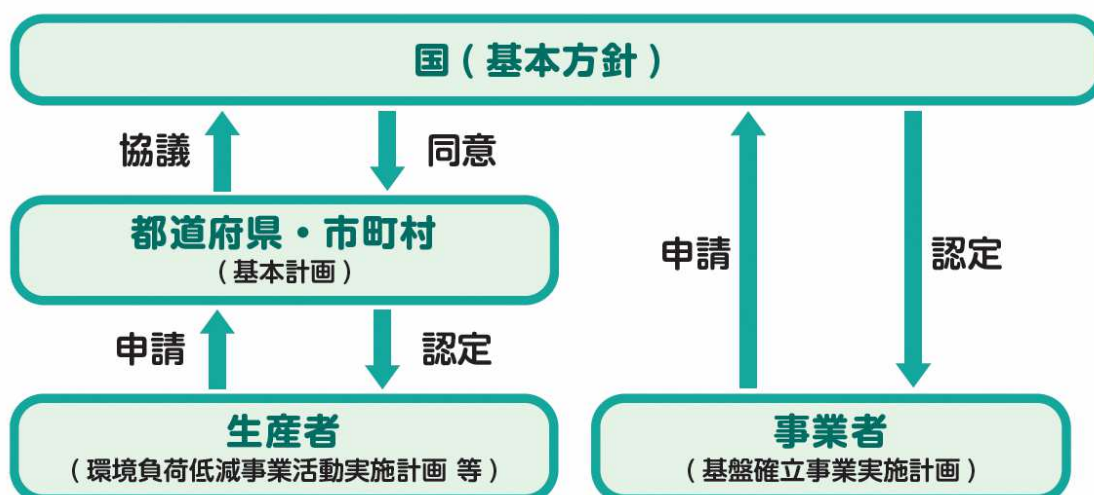 国(基本方針)
協議
同意
都道府県・市町村
(基本計画)
申請
認定
申請
認定
生産者
(環境負荷低減事業活動実施計画 等)
事業者
(基盤確立事業実施計画)